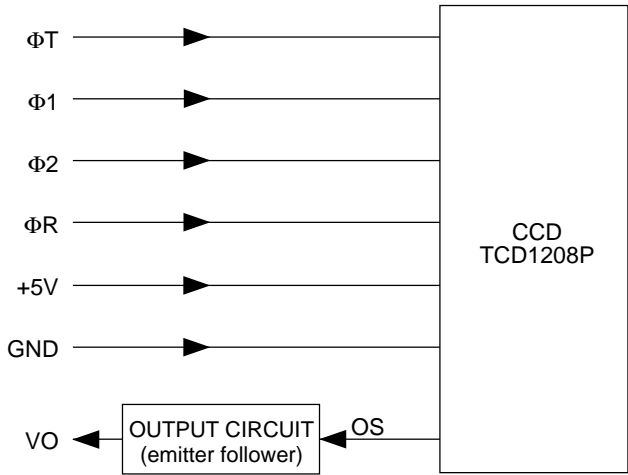 ΦT
Φ1
Φ2
ΦR
+5V
GND
CCD
TCD1208P
VO
OUTPUT CIRCUIT
(emitter follower)
OS